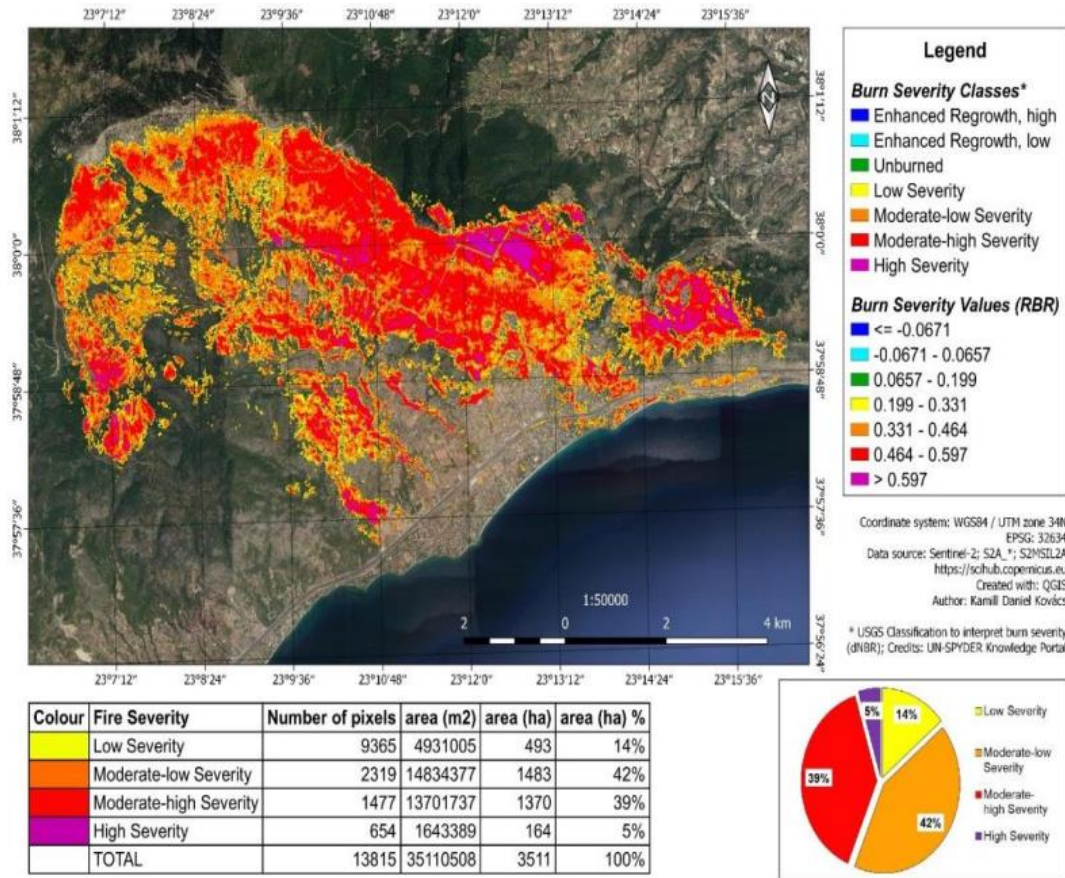 23°7'12" 23°8'24" 23°9'36" 23°10'48" 23°12'0" 23°13'12" 23°14'24" 23°15'36"
38°1'12" 38°1'12"
38°0'0" 38°0'0"
37°58'48" 37°58'48"
37°57'36" 37°57'36"
37°56'24"
N
1:50000
2 0 2 4 km
23°7'12" 23°8'24" 23°9'36" 23°10'48" 23°12'0" 23°13'12" 23°14'24" 23°15'36"
Legend
Burn Severity Classes*
Enhanced Regrowth, high
Enhanced Regrowth, low
Unburned
Low Severity
Moderate-low Severity
Moderate-high Severity
High Severity
Burn Severity Values (RBR)
<= -0.0671
-0.0671 - 0.0657
0.0657 - 0.199
0.199 - 0.331
0.331 - 0.464
0.464 - 0.597
> 0.597
Coordinate system: WGS84 / UTM zone 34N
EPSG: 32634
Data source: Sentinel-2; S2A_*; S2MSIL2A
https://scihub.copernicus.eu
Created with: QGIS
Author: Kamill Daniel Kovács
* USGS Classification to interpret burn severity
(dNBR); Credits: UN-SPYDER Knowledge Portal
Colour Fire Severity Number of pixels area (m2) area (ha) area (ha) %
Low Severity 9365 4931005 493 14%
Moderate-low Severity 2319 14834377 1483 42%
Moderate-high Severity 1477 13701737 1370 39%
High Severity 654 1643389 164 5%
TOTAL 13815 35110508 3511 100%
5% 14%
39%
42%
Low Severity
Moderate-low
Severity
Moderate-
high Severity
High Severity